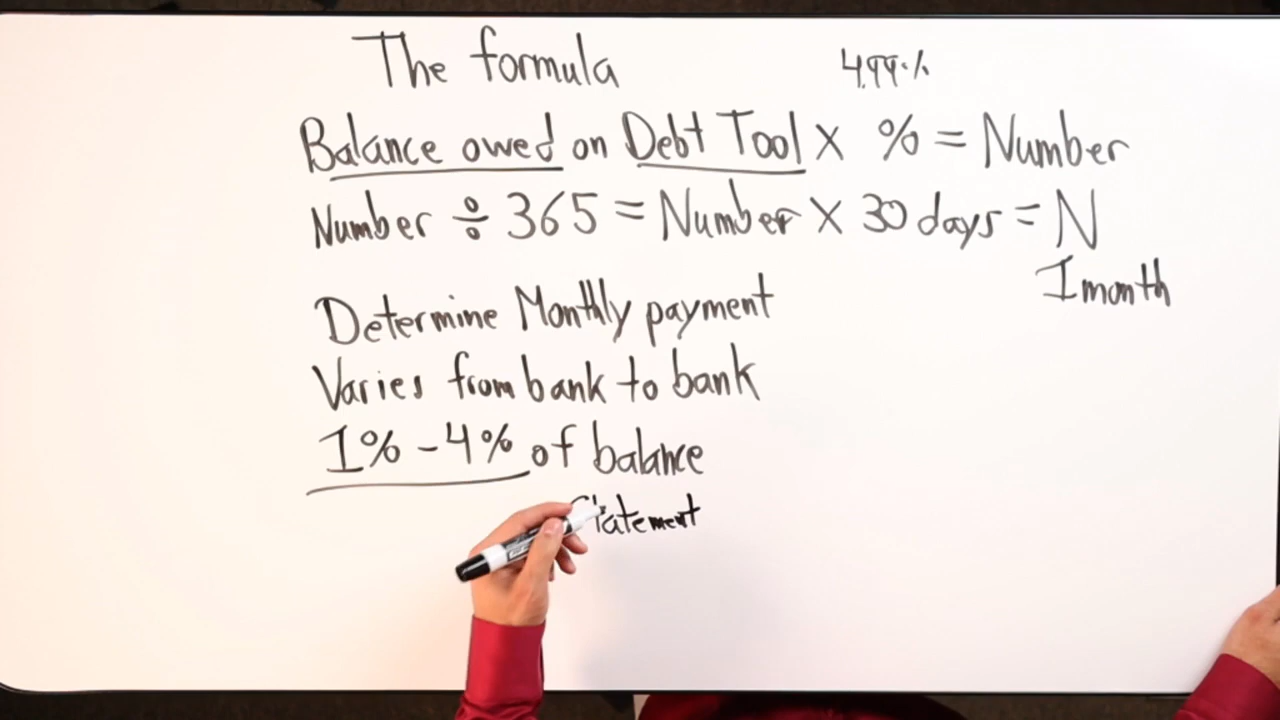 The formula
4.99%
Balance owed on Debt Tool X % = Number
Number ÷ 365 = Number X 30 days = N
1 month
Determine Monthly payment
Varies from bank to bank
1% - 4% of balance
Statement